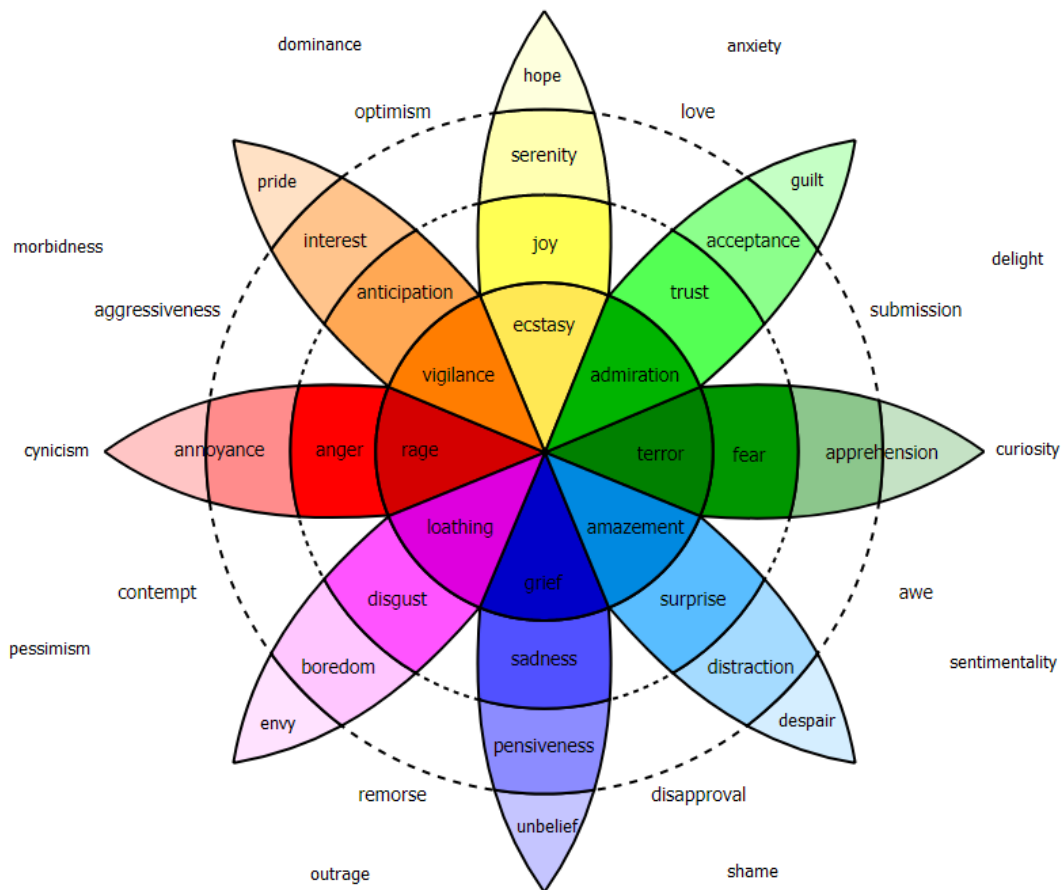 dominance
anxiety
hope
optimism
love
serenity
pride
guilt
interest
acceptance
morbidness
joy
delight
anticipation
trust
aggressiveness
submission
ecstasy
vigilance
admiration
cynicism
annoyance
anger
rage
terror
fear
apprehension
curiosity
loathing
amazement
contempt
disgust
grief
surprise
awe
pessimism
boredom
sadness
distraction
sentimentality
envy
despair
pensiveness
remorse
disapproval
unbelief
outrage
shame